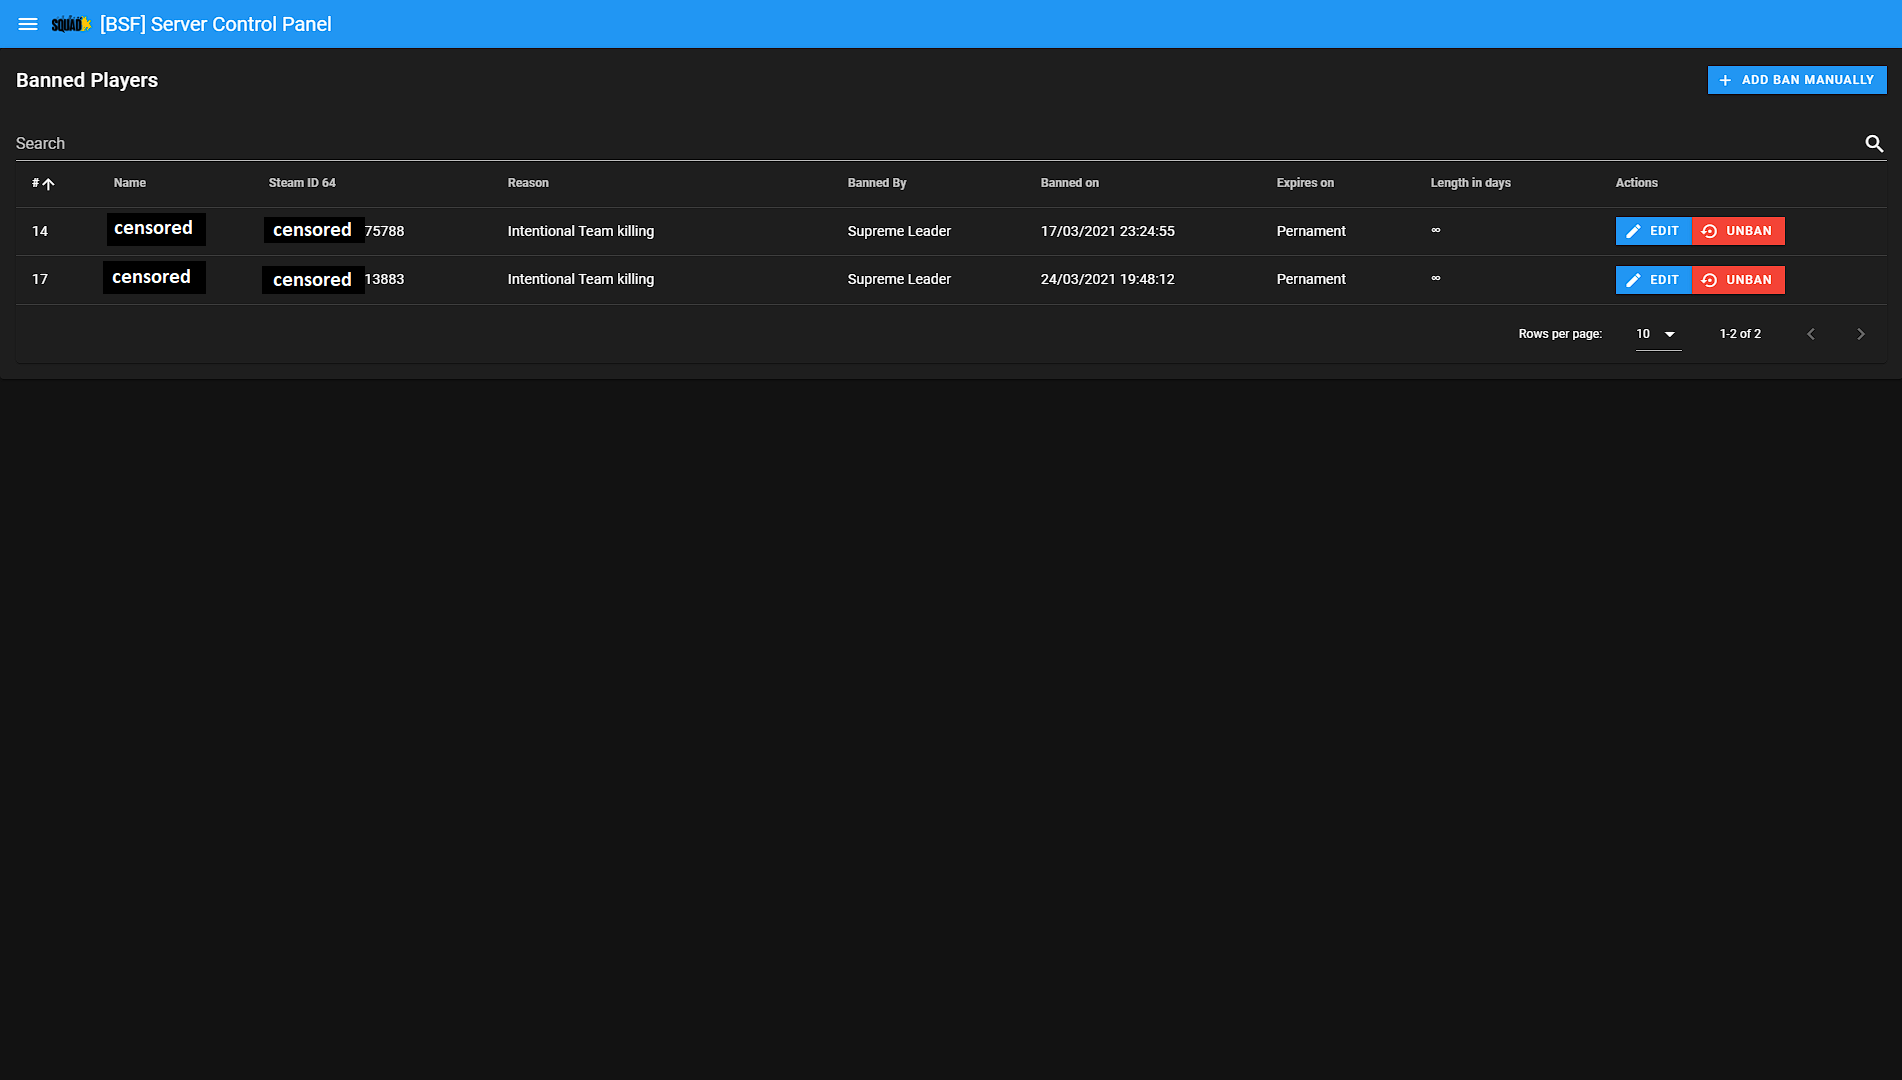 SQUAD [BSF] Server Control Panel
Banned Players
+ ADD BAN MANUALLY
Search
# Name Steam ID 64 Reason Banned By Banned on Expires on Length in days Actions
14 censored censored 75788 Intentional Team killing Supreme Leader 17/03/2021 23:24:55 Pernament ∞ EDIT UNBAN
17 censored censored 13883 Intentional Team killing Supreme Leader 24/03/2021 19:48:12 Pernament ∞ EDIT UNBAN
Rows per page: 10 1-2 of 2